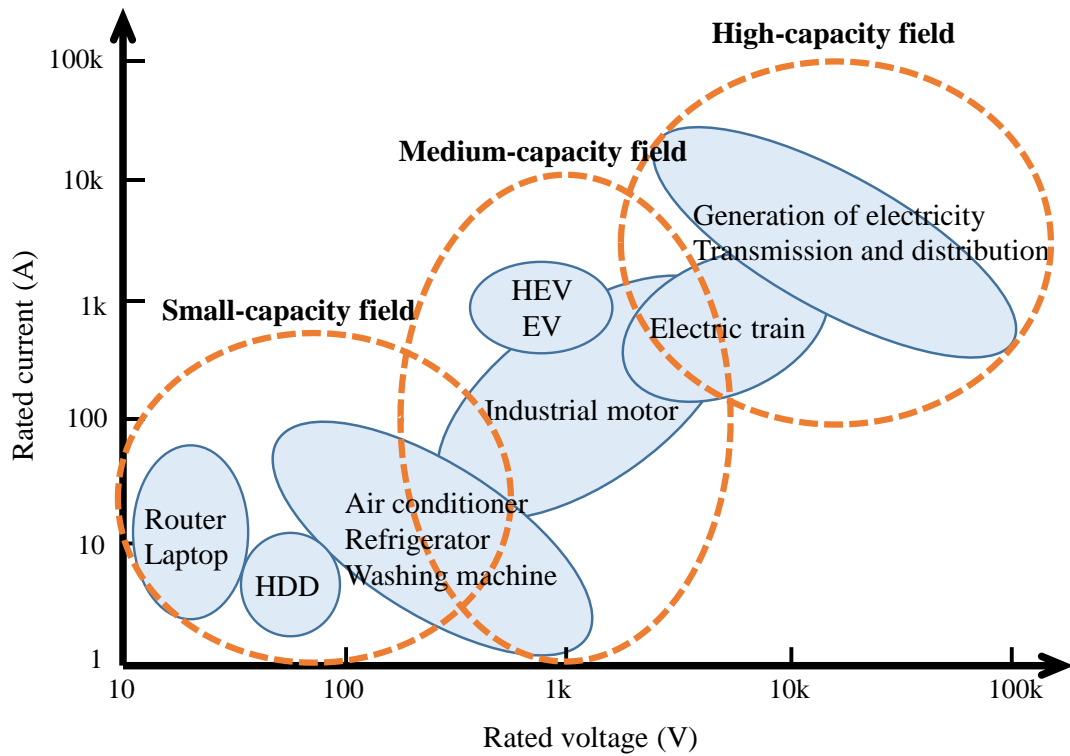 High-capacity field
100k
Medium-capacity field
10k
Generation of electricity
Transmission and distribution
Rated current (A)
1k
HEV
EV
Small-capacity field
Electric train
100
Industrial motor
Air conditioner
Refrigerator
Washing machine
Router
Laptop
10
HDD
1
10
100
1k
10k
100k
Rated voltage (V)